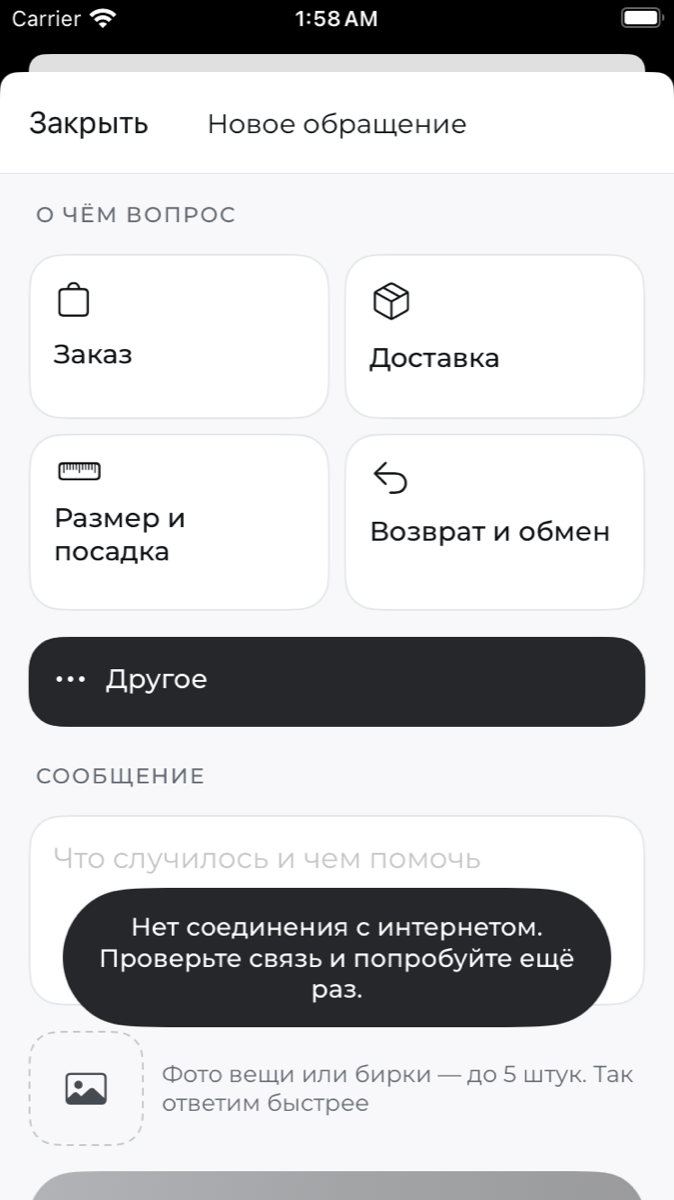 Carrier 1:58 AM
Закрыть Новое обращение
О ЧЁМ ВОПРОС
Заказ
Доставка
Размер и
посадка
Возврат и обмен
Другое
СООБЩЕНИЕ
Что случилось и чем помочь
Нет соединения с интернетом.
Проверьте связь и попробуйте ещё
раз.
Фото вещи или бирки — до 5 штук. Так
ответим быстрее